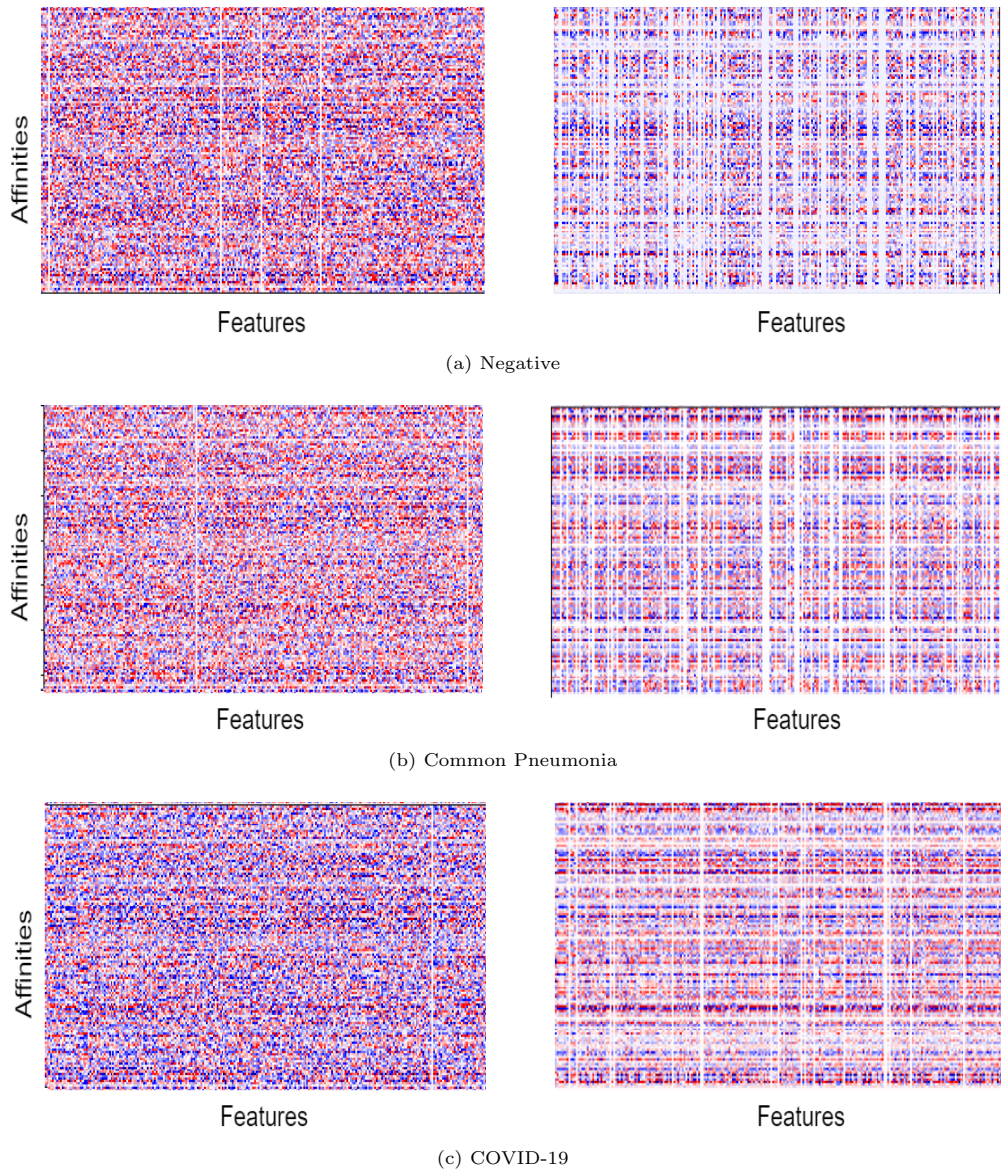 Affinities
Features
Features
(a) Negative
Affinities
Features
Features
(b) Common Pneumonia
Affinities
Features
Features
(c) COVID-19